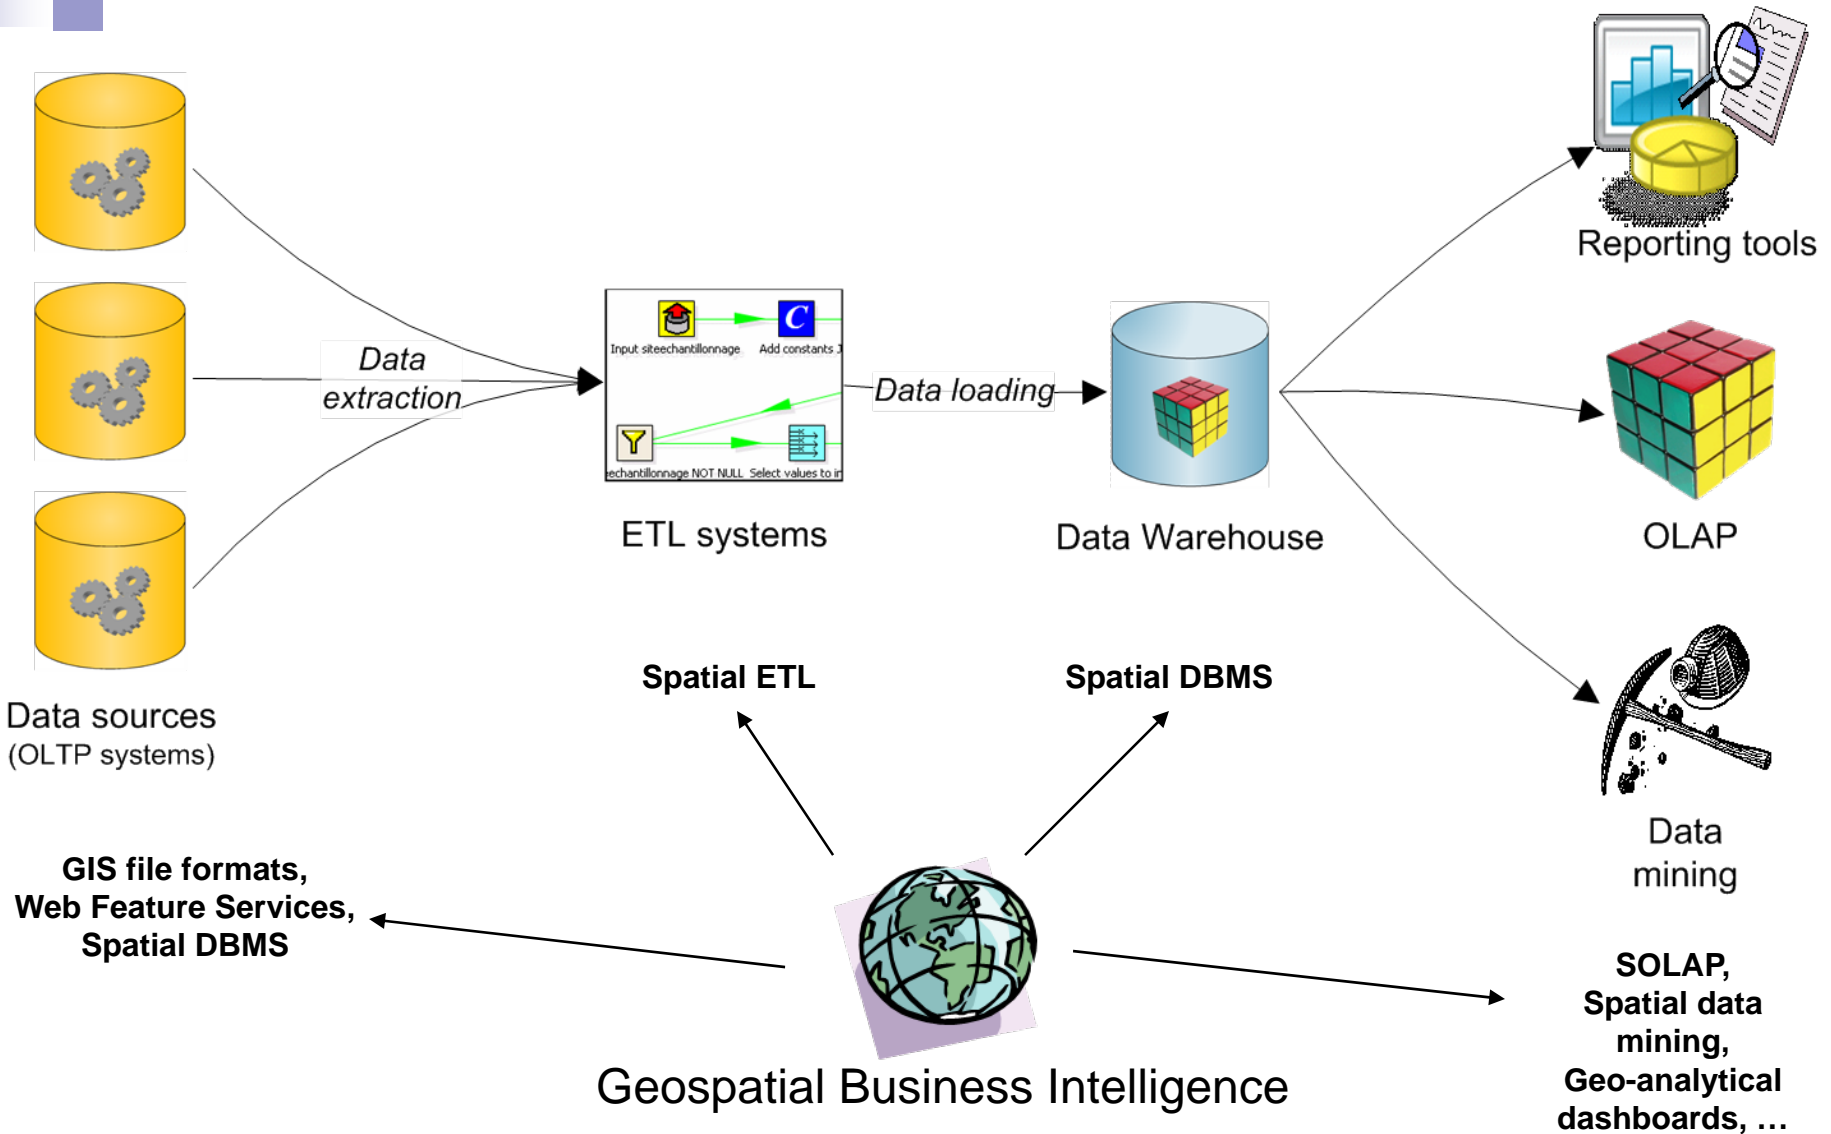 Reporting tools
Data
extraction
Input siteechantillonnage
Add constants J
C
echantillonnage NOT NULL
Select values to in
Data loading
ETL systems
Data Warehouse
OLAP
Data sources
(OLTP systems)
Spatial ETL
Spatial DBMS
Data
mining
GIS file formats,
Web Feature Services,
Spatial DBMS
SOLAP,
Spatial data
mining,
Geo-analytical
dashboards, …
Geospatial Business Intelligence